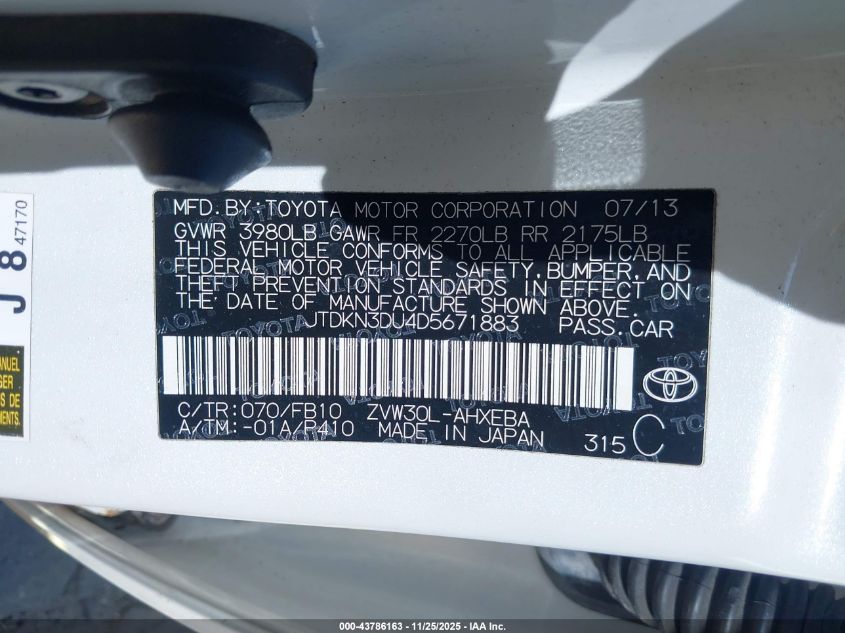 MFD.BY:TOYOTA MOTOR CORPORATION 07/13
GVWR 3980LB GAWR FR 2270LB RR 2175LB
THIS VEHICLE CONFORMS TO ALL APPLICABLE
FEDERAL MOTOR VEHICLE SAFETY,BUMPER,AND
THEFT PREVENTION STANDARDS IN EFFECT ON
THE DATE OF MANUFACTURE SHOWN ABOVE.
JTDKN3DU4D5671883 PASS.CAR
C/TR:070/FB10 ZVW30L-AHXEBA
A/TM:-01A/P410 MADE IN JAPAN 315 C
J 8 47170
000-43786163 - 11/25/2025 - IAA Inc.